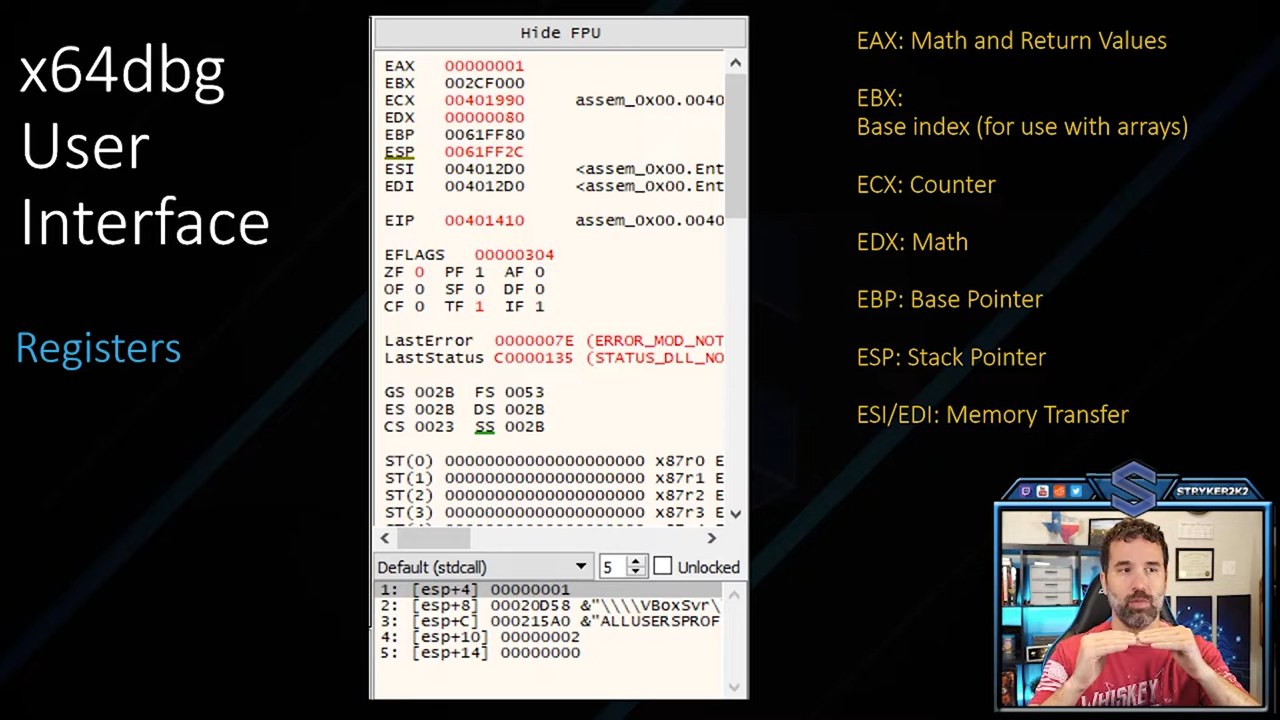 x64dbg
User
Interface
Registers
Hide FPU
EAX 00000001
EBX 002CF000
ECX 00401990 assem_0x00.0040
EDX 00000080
EBP 0061FF80
ESP 0061FF2C
ESI 004012D0 <assem_0x00.Ent
EDI 004012D0 <assem_0x00.Ent
EIP 00401410 assem_0x00.0040
EFLAGS 00000304
ZF 0 PF 1 AF 0
OF 0 SF 0 DF 0
CF 0 TF 1 IF 1
LastError 0000007E (ERROR_MOD_NOT
LastStatus C0000135 (STATUS_DLL_NO
GS 002B FS 0053
ES 002B DS 002B
CS 0023 SS 002B
ST(0) 00000000000000000000 x87r0 E
ST(1) 00000000000000000000 x87r1 E
ST(2) 00000000000000000000 x87r2 E
ST(3) 00000000000000000000 x87r3 E
Default (stdcall) 5 Unlocked
1: [esp+4] 00000001
2: [esp+8] 00020D58 &"\\\\VBoxSvr\
3: [esp+C] 000215A0 &"ALLUSERSPROF
4: [esp+10] 00000002
5: [esp+14] 00000000
EAX: Math and Return Values
EBX:
Base index (for use with arrays)
ECX: Counter
EDX: Math
EBP: Base Pointer
ESP: Stack Pointer
ESI/EDI: Memory Transfer
STRYKER2K2
WHISKEY